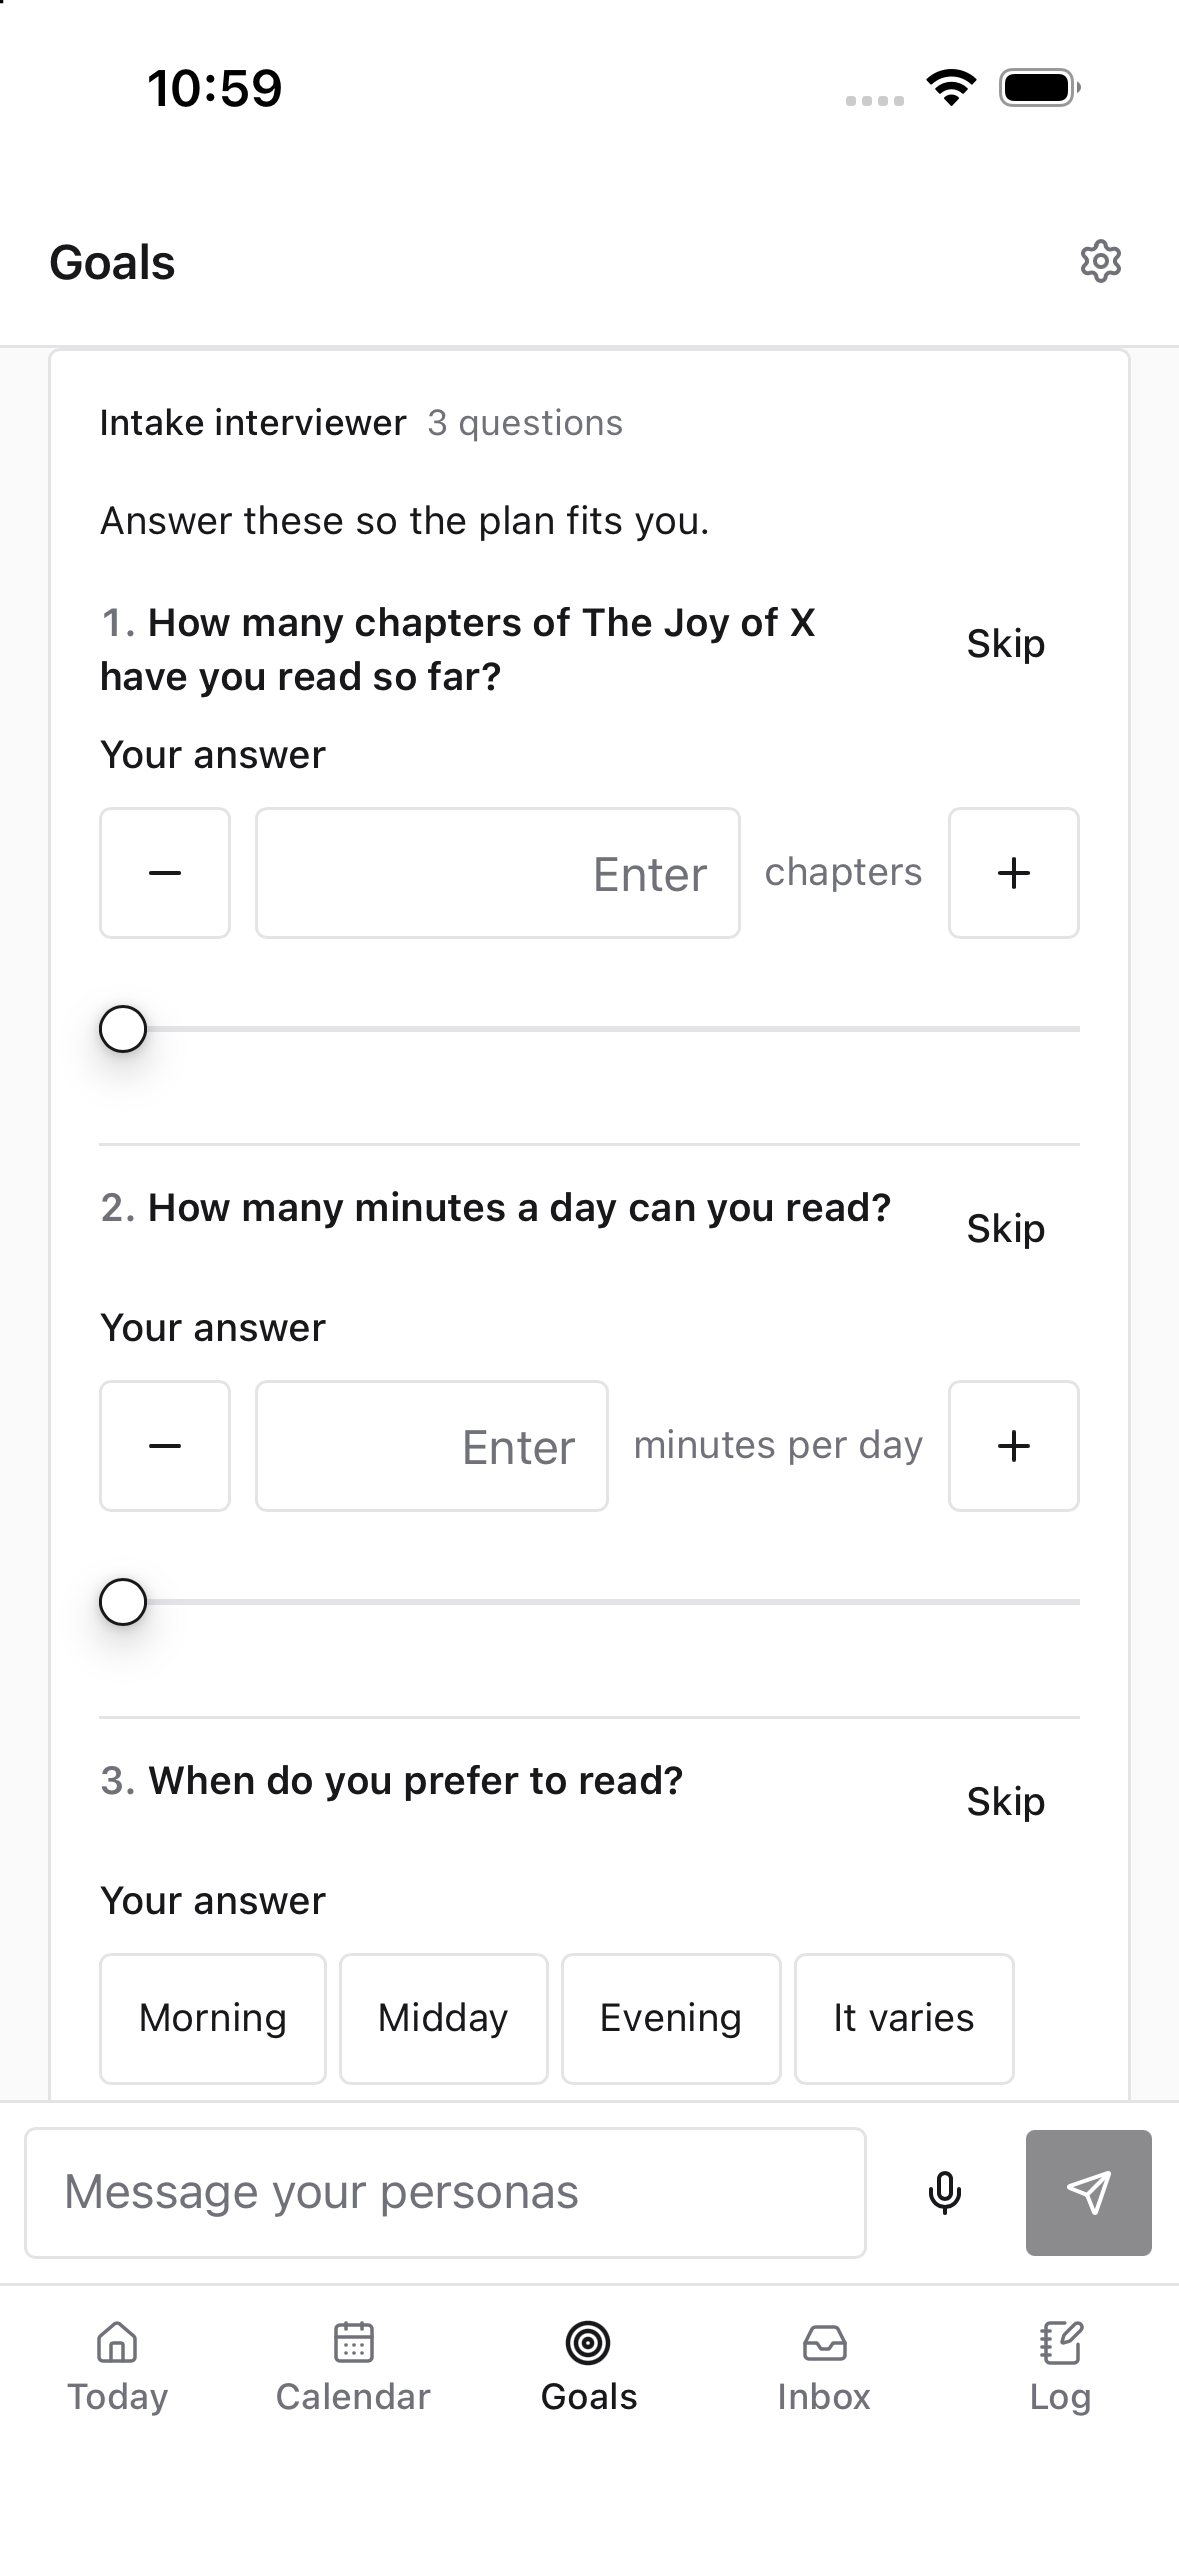 10:59
Goals
Intake interviewer 3 questions
Answer these so the plan fits you.
1. How many chapters of The Joy of X
have you read so far?
Skip
Your answer
Enter
chapters
2. How many minutes a day can you read?
Skip
Your answer
Enter
minutes per day
3. When do you prefer to read?
Skip
Your answer
Morning
Midday
Evening
It varies
Message your personas
Today
Calendar
Goals
Inbox
Log